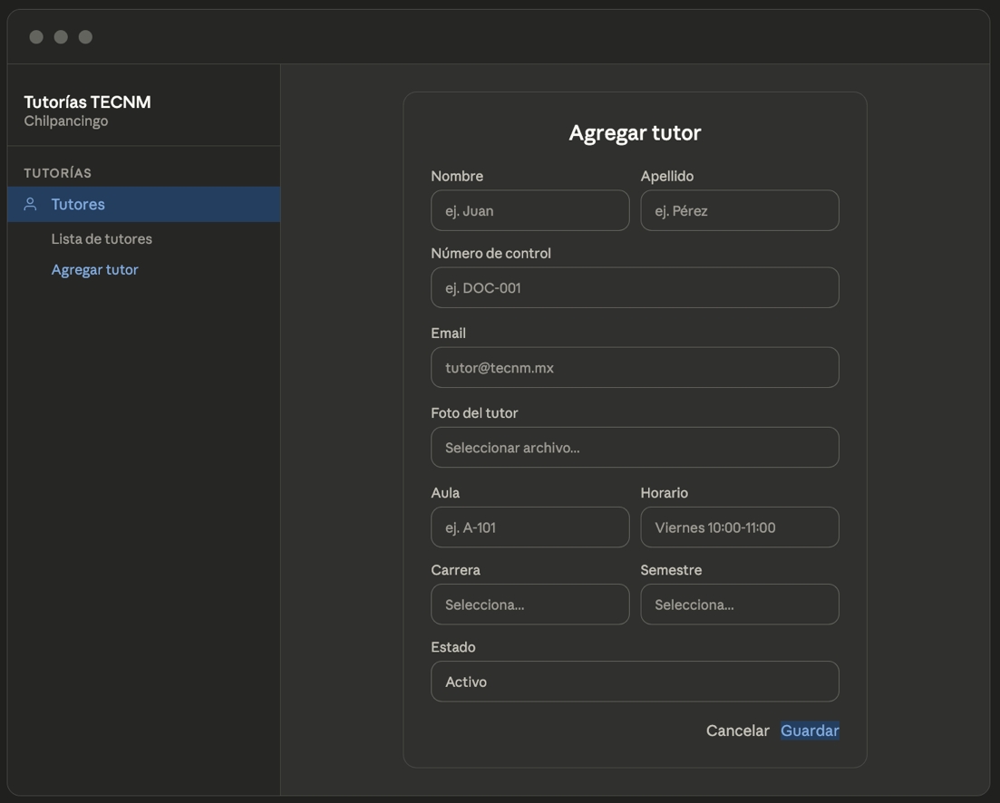 Tutorías TECNM
Chilpancingo
TUTORÍAS
Tutores
Lista de tutores
Agregar tutor
Agregar tutor
Nombre Apellido
ej. Juan ej. Pérez
Número de control
ej. DOC-001
Email
tutor@tecnm.mx
Foto del tutor
Seleccionar archivo...
Aula Horario
ej. A-101 Viernes 10:00-11:00
Carrera Semestre
Selecciona... Selecciona...
Estado
Activo
Cancelar Guardar